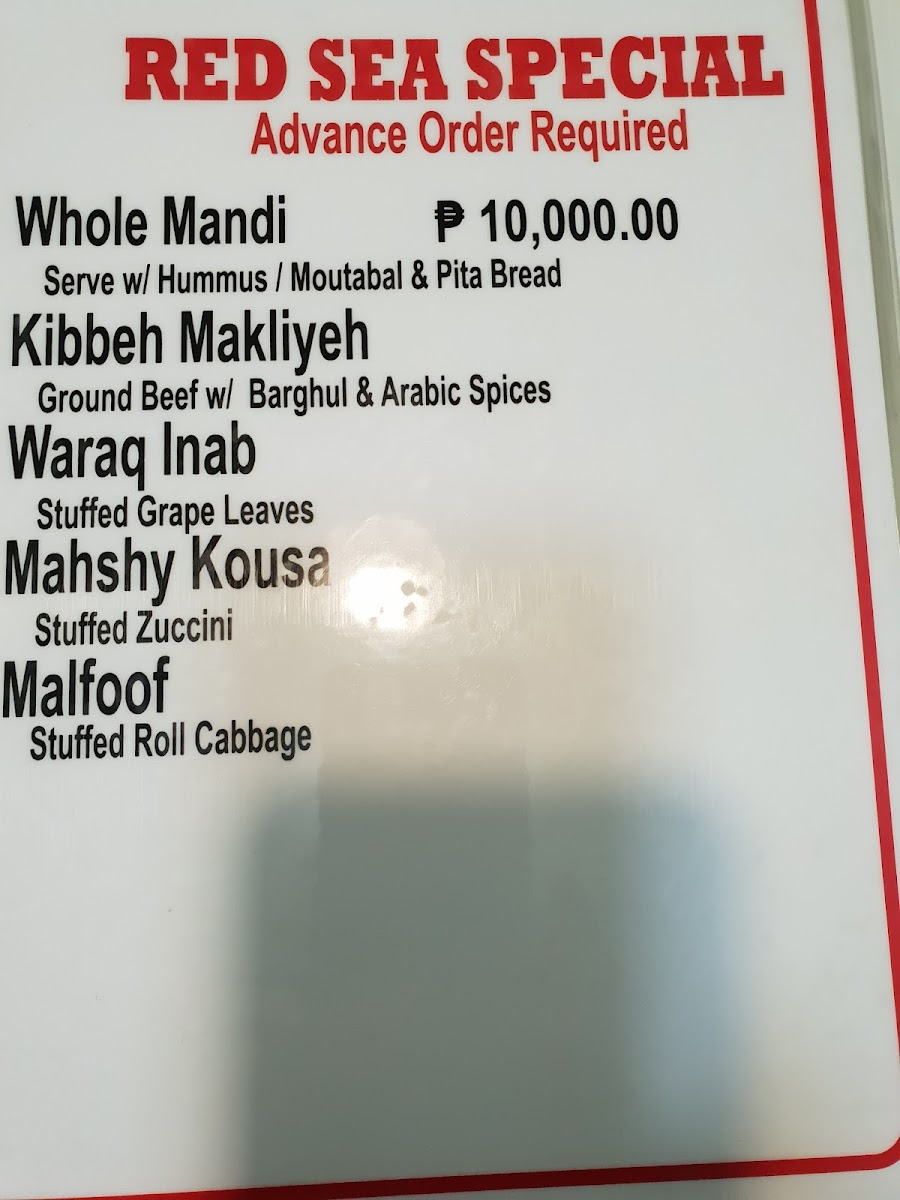 RED SEA SPECIAL
Advance Order Required
Whole Mandi ₱ 10,000.00
Serve w/ Hummus / Moutabal & Pita Bread
Kibbeh Makliyeh
Ground Beef w/ Barghul & Arabic Spices
Waraq Inab
Stuffed Grape Leaves
Mahshy Kousa
Stuffed Zuccini
Malfoof
Stuffed Roll Cabbage